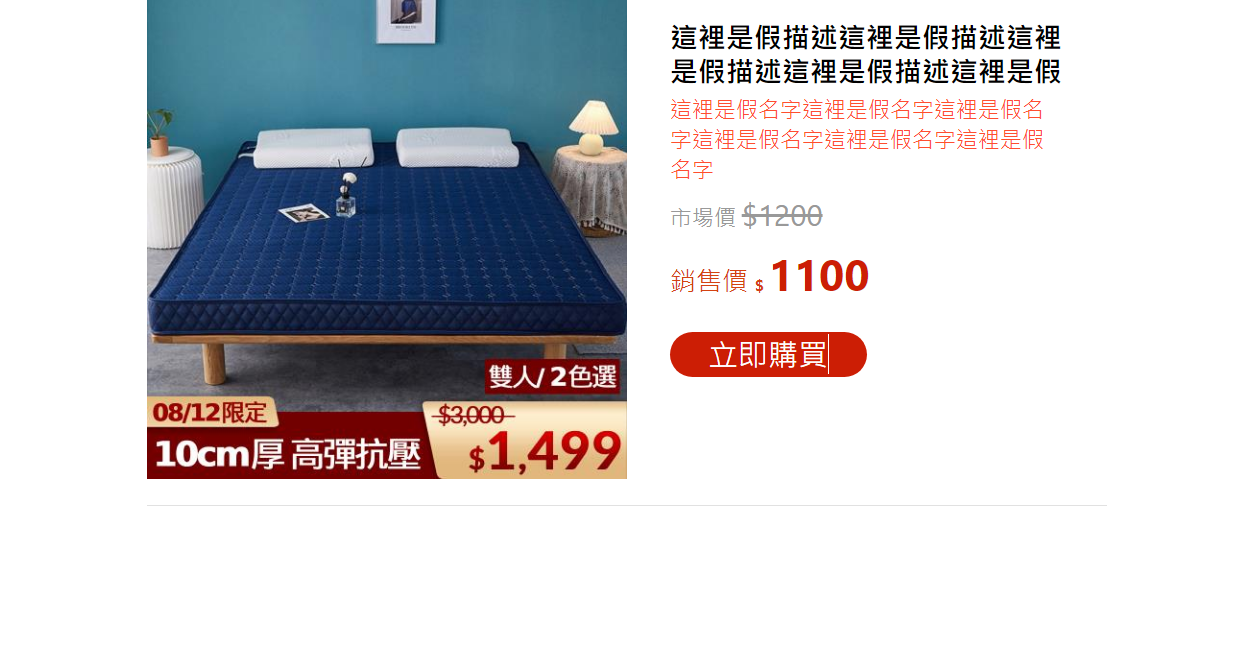 這裡是假描述這裡是假描述這裡
是假描述這裡是假描述這裡是假
這裡是假名字這裡是假名字這裡是假名
字這裡是假名字這裡是假名字這裡是假
名字
市場價 $1200
銷售價 $ 1100
立即購買
雙人/ 2色選
08/12限定
$3,000
10cm厚 高彈抗壓
$1,499